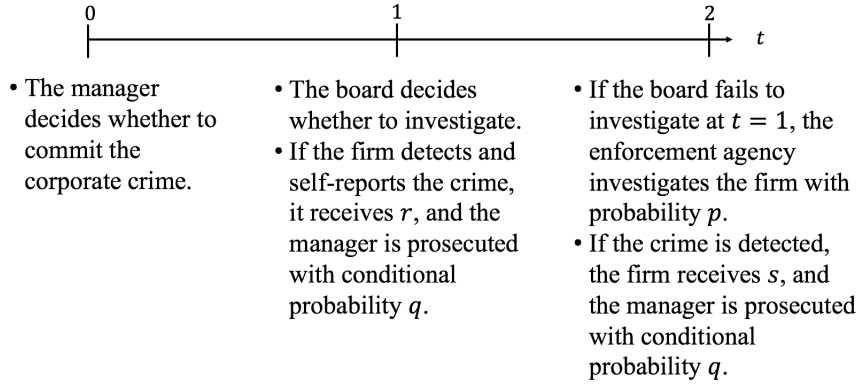 0 1 2
t
• The manager
decides whether to
commit the
corporate crime.
• The board decides
whether to investigate.
• If the firm detects and
self-reports the crime,
it receives r, and the
manager is prosecuted
with conditional
probability q.
• If the board fails to
investigate at t = 1, the
enforcement agency
investigates the firm with
probability p.
• If the crime is detected,
the firm receives s, and
the manager is prosecuted
with conditional
probability q.